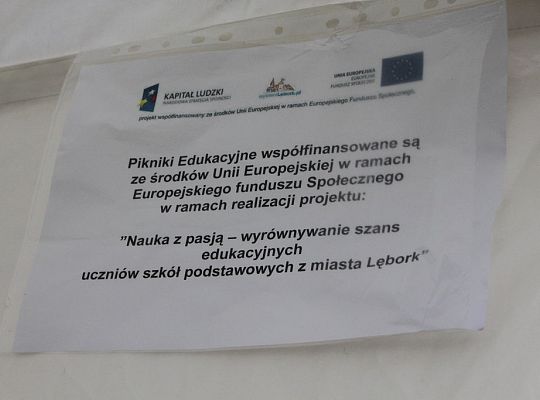 KAPITAŁ LUDZKI
NARODOWA STRATEGIA SPÓJNOŚCI
Lębork.pl
UNIA EUROPEJSKA
EUROPEJSKI
FUNDUSZ SPOŁECZNY
projekt współfinansowany ze środków Unii Europejskiej w ramach Europejskiego Funduszu Społecznego.
Pikniki Edukacyjne współfinansowane są
ze środków Unii Europejskiej w ramach
Europejskiego funduszu Społecznego
w ramach realizacji projektu:
”Nauka z pasją – wyrównywanie szans
edukacyjnych
uczniów szkół podstawowych z miasta Lębork”